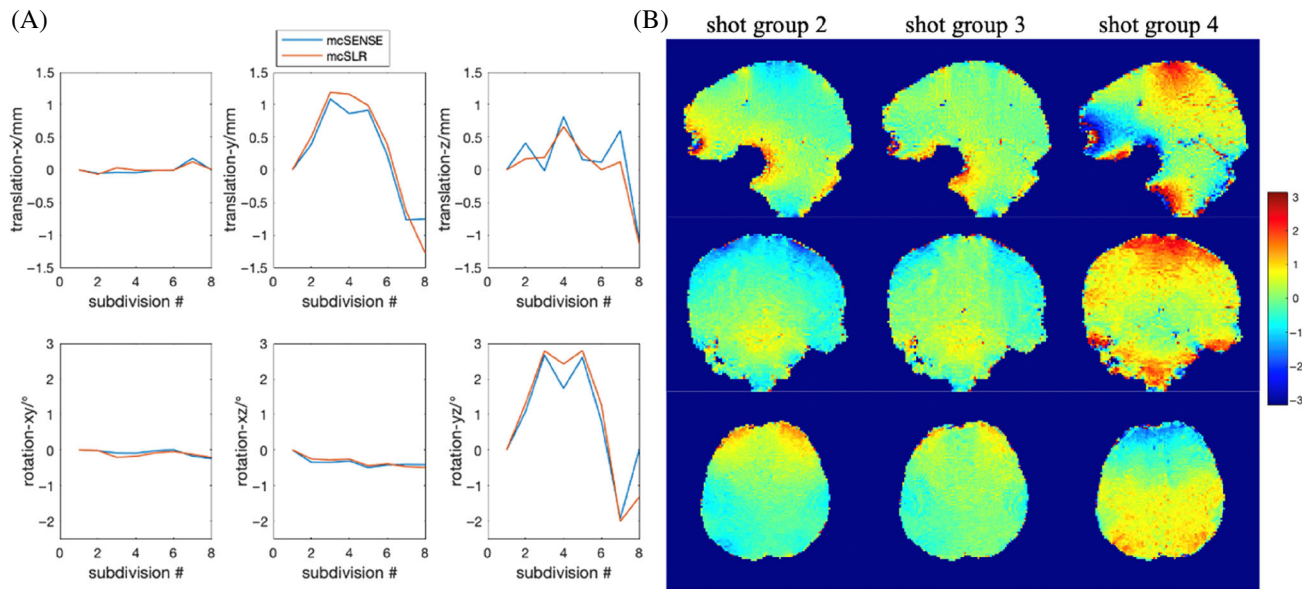 (A)
mcSENSE
mcSLR
translation-x/mm
1.5
1
0.5
0
−0.5
−1
−1.5
0 2 4 6 8
subdivision #
translation-y/mm
1.5
1
0.5
0
−0.5
−1
−1.5
0 2 4 6 8
subdivision #
translation-z/mm
1.5
1
0.5
0
−0.5
−1
−1.5
0 2 4 6 8
subdivision #
rotation-xy/°
3
2
1
0
−1
−2
0 2 4 6 8
subdivision #
rotation-xz/°
3
2
1
0
−1
−2
0 2 4 6 8
subdivision #
rotation-yz/°
3
2
1
0
−1
−2
0 2 4 6 8
subdivision #
(B)
shot group 2 shot group 3 shot group 4
3
2
1
0
−1
−2
−3